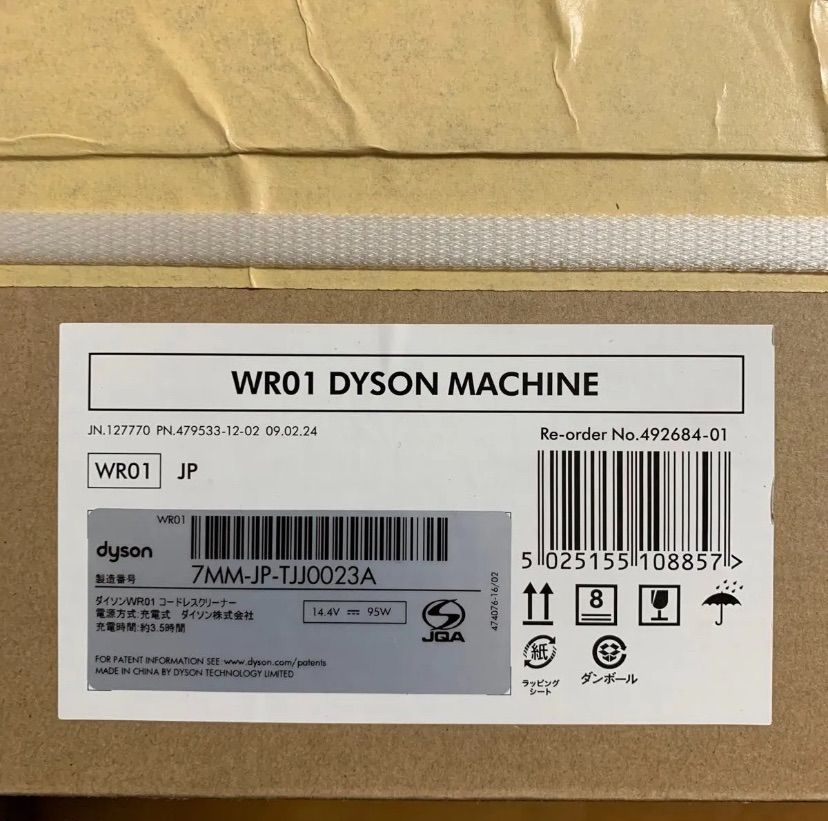 WR01 DYSON MACHINE
JN.127770 PN.479533-12-02 09.02.24
Re-order No.492684-01
WR01 JP
5 025155 108857 >
WR01
dyson
製造番号 7MM-JP-TJJ0023A
ダイソンWR01 コードレスクリーナー
電源方式:充電式 ダイソン株式会社
充電時間:約3.5時間
14.4V ⎓ 95W
JQA
474076-16/02
FOR PATENT INFORMATION SEE: www.dyson.com/patents
MADE IN CHINA BY DYSON TECHNOLOGY LIMITED
8
紙
ラッピング
シート
ダンボール